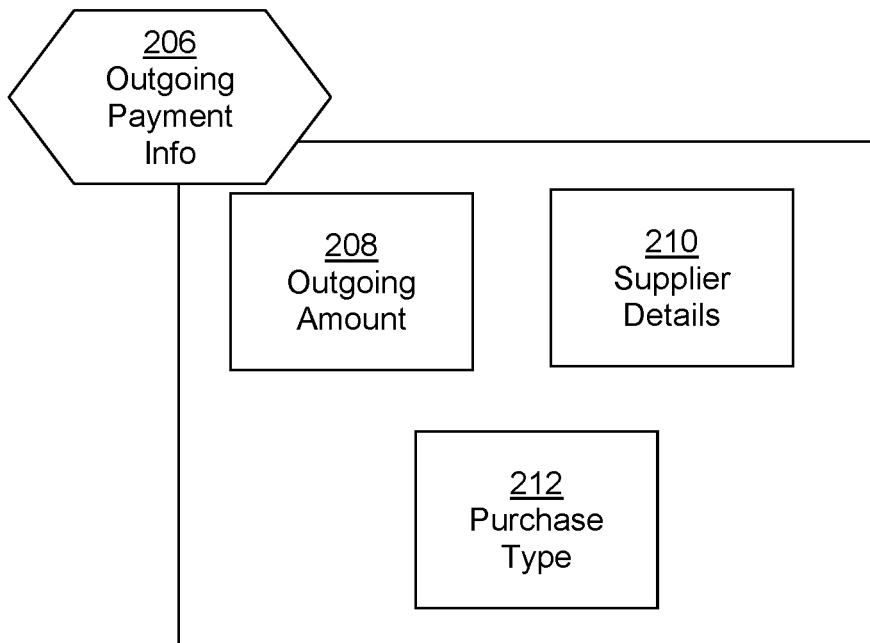 206
Outgoing
Payment
Info
208
Outgoing
Amount
210
Supplier
Details
212
Purchase
Type